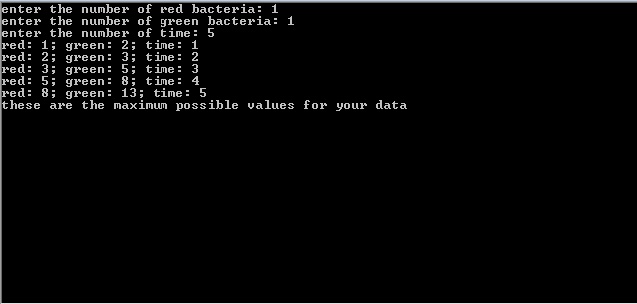 enter the number of red bacteria: 1
enter the number of green bacteria: 1
enter the number of time: 5
red: 1; green: 2; time: 1
red: 2; green: 3; time: 2
red: 3; green: 5; time: 3
red: 5; green: 8; time: 4
red: 8; green: 13; time: 5
these are the maximum possible values for your data